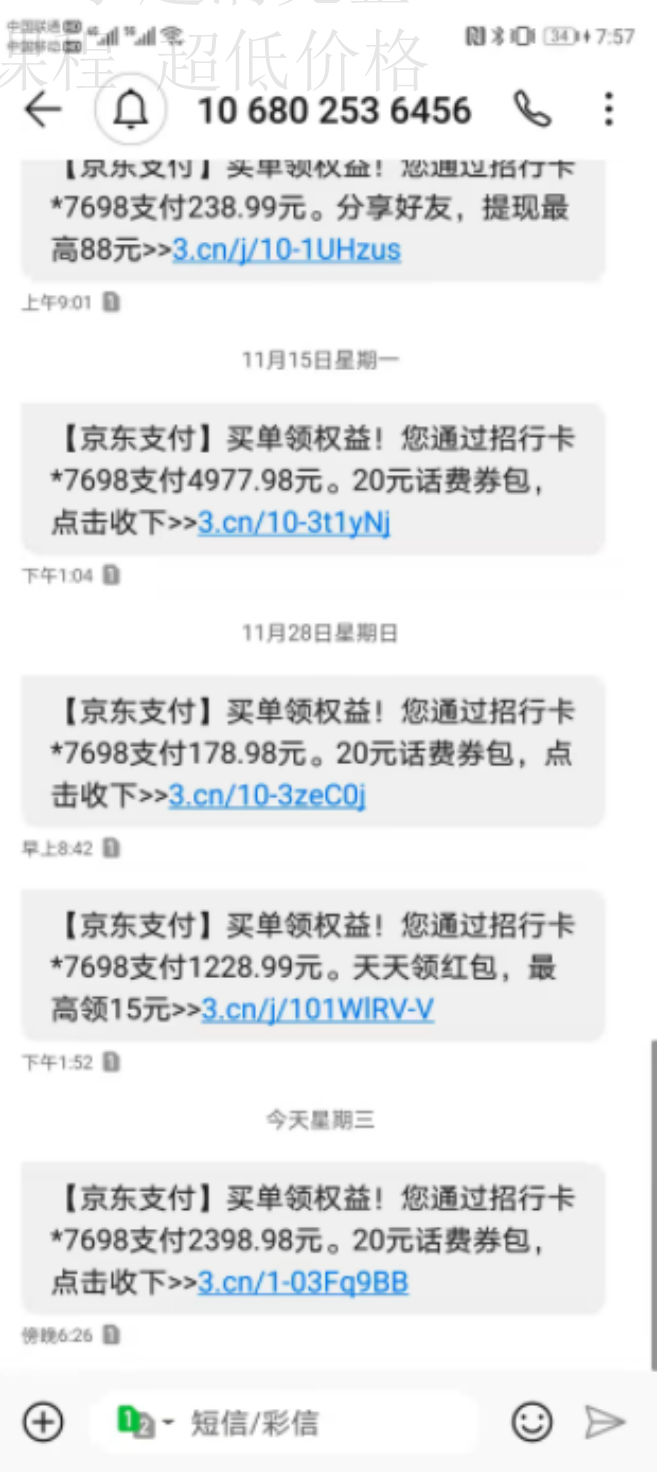 课程 超低价格
中国联通HD
中国移动HD
34
7:57
10 680 253 6456
【京东支付】买单领权益！您通过招行卡
*7698支付238.99元。分享好友，提现最
高88元>>3.cn/j/10-1UHzus
上午9:01
11月15日星期一
【京东支付】买单领权益！您通过招行卡
*7698支付4977.98元。20元话费券包，
点击收下>>3.cn/10-3t1yNj
下午1:04
11月28日星期日
【京东支付】买单领权益！您通过招行卡
*7698支付178.98元。20元话费券包，点
击收下>>3.cn/10-3zeC0j
早上8:42
【京东支付】买单领权益！您通过招行卡
*7698支付1228.99元。天天领红包，最
高领15元>>3.cn/j/101WlRV-V
下午1:52
今天星期三
【京东支付】买单领权益！您通过招行卡
*7698支付2398.98元。20元话费券包，
点击收下>>3.cn/1-03Fq9BB
傍晚6:26
短信/彩信